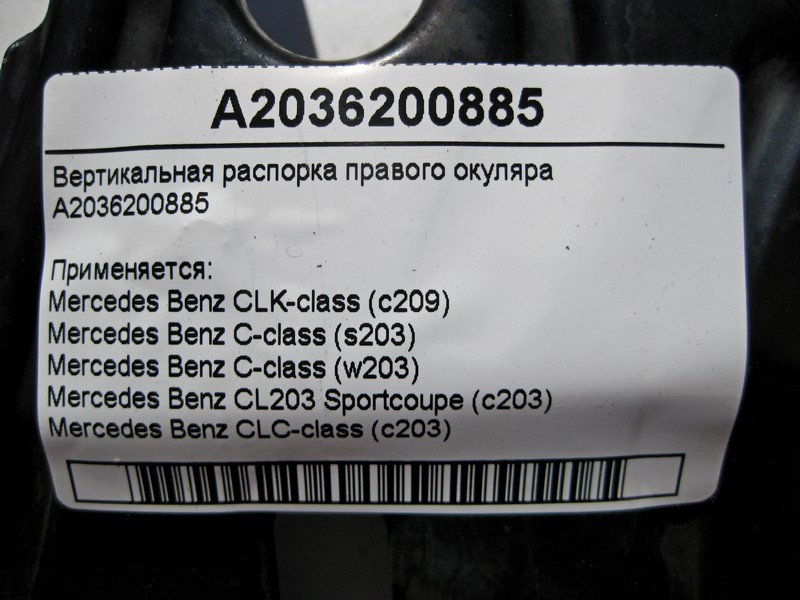 A2036200885
Вертикальная распорка правого окуляра
A2036200885
Применяется:
Mercedes Benz CLK-class (c209)
Mercedes Benz C-class (s203)
Mercedes Benz C-class (w203)
Mercedes Benz CL203 Sportcoupe (c203)
Mercedes Benz CLC-class (c203)